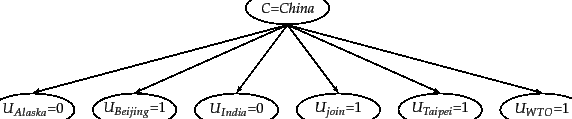 C=China
U_Alaska=0 U_Beijing=1 U_India=0 U_join=1 U_Taipei=1 U_WTO=1